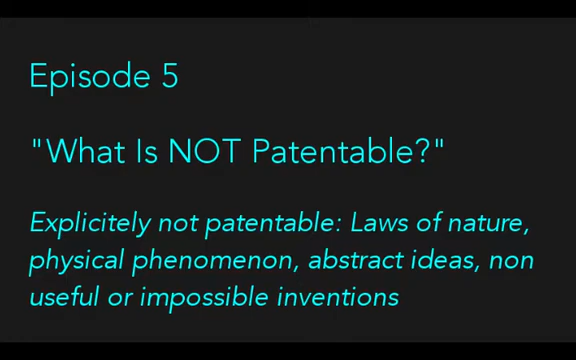 Episode 5
"What Is NOT Patentable?"
Explicitely not patentable: Laws of nature,
physical phenomenon, abstract ideas, non
useful or impossible inventions